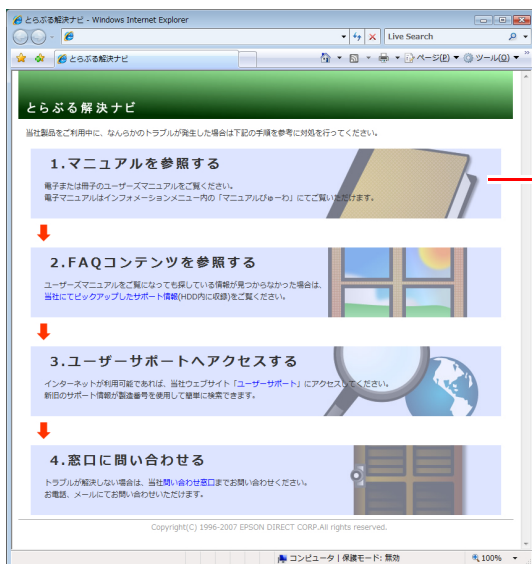 とらぶる解決ナビ - Windows Internet Explorer
Live Search
とらぶる解決ナビ
ページ(P) ツール(O)
とらぶる解決ナビ
当社製品をご利用中に、なんらかのトラブルが発生した場合は下記の手順を参考に対処を行ってください。
1.マニュアルを参照する
電子または冊子のユーザーズマニュアルをご覧ください。
電子マニュアルはインフォメーションメニュー内の「マニュアルびゅーわ」にてご覧いただけます。
2.FAQコンテンツを参照する
ユーザーズマニュアルをご覧になっても探している情報が見つからなかった場合は、
当社にてピックアップしたサポート情報(HDD内に収録)をご覧ください。
3.ユーザーサポートへアクセスする
インターネットが利用可能であれば、当社ウェブサイト「ユーザーサポート」にアクセスしてください。
新旧のサポート情報が製造番号を使用して簡単に検索できます。
4.窓口に問い合わせる
トラブルが解決しない場合は、当社問い合わせ窓口までお問い合わせください。
お電話、メールにてお問い合わせいただけます。
Copyright(C) 1996-2007 EPSON DIRECT CORP.All rights reserved.
コンピュータ | 保護モード: 無効 100%